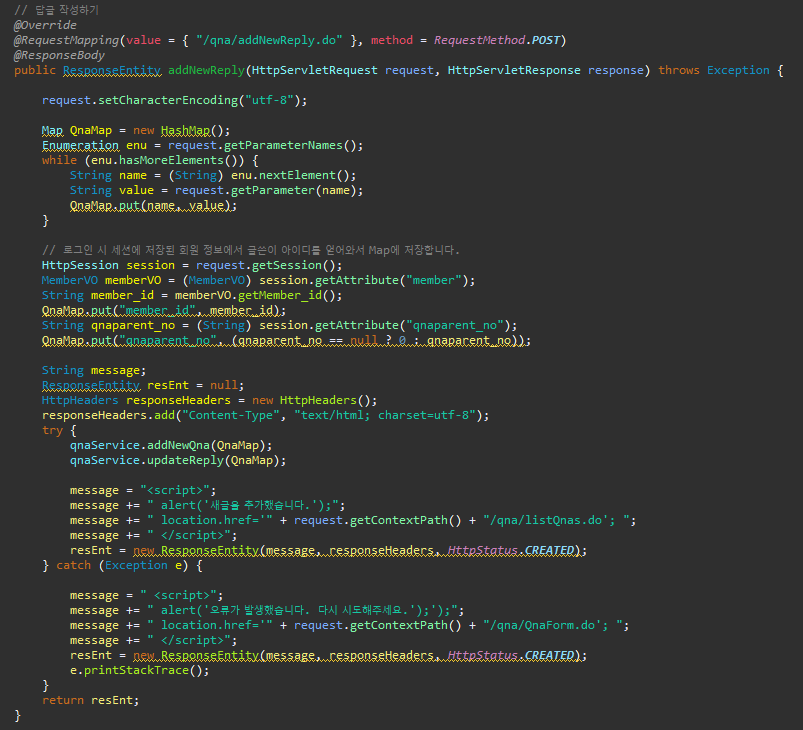 // 답글 작성하기
@Override
@RequestMapping(value = { "/qna/addNewReply.do" }, method = RequestMethod.POST)
@ResponseBody
public ResponseEntity addNewReply(HttpServletRequest request, HttpServletResponse response) throws Exception {
request.setCharacterEncoding("utf-8");
Map QnaMap = new HashMap();
Enumeration enu = request.getParameterNames();
while (enu.hasMoreElements()) {
String name = (String) enu.nextElement();
String value = request.getParameter(name);
QnaMap.put(name, value);
}
// 로그인 시 세션에 저장된 회원 정보에서 글쓴이 아이디를 얻어와서 Map에 저장합니다.
HttpSession session = request.getSession();
MemberVO memberVO = (MemberVO) session.getAttribute("member");
String member_id = memberVO.getMember_id();
QnaMap.put("member_id", member_id);
String qnaparent_no = (String) session.getAttribute("qnaparent_no");
QnaMap.put("qnaparent_no", (qnaparent_no == null ? 0 : qnaparent_no));
String message;
ResponseEntity resEnt = null;
HttpHeaders responseHeaders = new HttpHeaders();
responseHeaders.add("Content-Type", "text/html; charset=utf-8");
try {
qnaService.addNewQna(QnaMap);
qnaService.updateReply(QnaMap);
message = "<script>";
message += " alert('새글을 추가했습니다.');";
message += " location.href='" + request.getContextPath() + "/qna/listQnas.do'; ";
message += " </script>";
resEnt = new ResponseEntity(message, responseHeaders, HttpStatus.CREATED);
} catch (Exception e) {
message = " <script>";
message += " alert('오류가 발생했습니다. 다시 시도해주세요.');');";
message += " location.href='" + request.getContextPath() + "/qna/QnaForm.do'; ";
message += " </script>";
resEnt = new ResponseEntity(message, responseHeaders, HttpStatus.CREATED);
e.printStackTrace();
}
return resEnt;
}